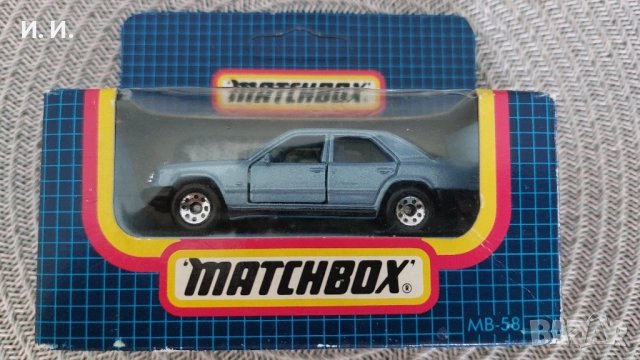 И. И.
MATCHBOX
MATCHBOX®
MB-58